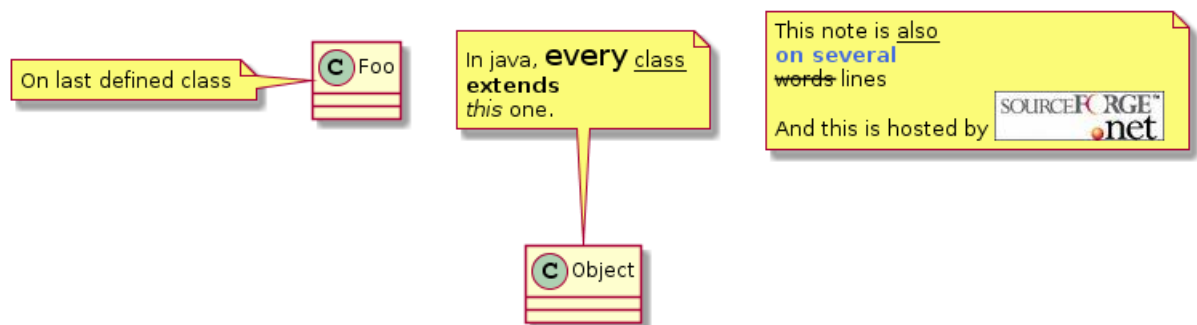 On last defined class
C Foo
In java, every class
extends
this one.
C Object
This note is also
on several
words lines
And this is hosted by SOURCEFORGE™
.net